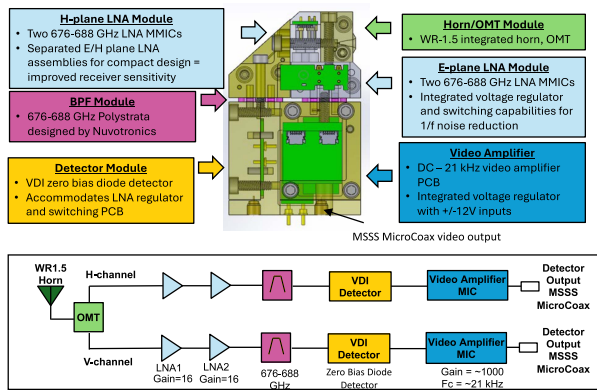 H-plane LNA Module
• Two 676-688 GHz LNA MMICs
• Separated E/H plane LNA
assemblies for compact design =
improved receiver sensitivity
BPF Module
• 676-688 GHz Polystrata
designed by Nuvotronics
Detector Module
• VDI zero bias diode detector
• Accommodates LNA regulator
and switching PCB
Horn/OMT Module
• WR-1.5 integrated horn, OMT
E-plane LNA Module
• Two 676-688 GHz LNA MMICs
• Integrated voltage regulator
and switching capabilities for
1/f noise reduction
Video Amplifier
• DC – 21 kHz video amplifier
PCB
• Integrated voltage regulator
with +/-12V inputs
MSSS MicroCoax video output
WR1.5
Horn
H-channel
OMT
V-channel
LNA1
Gain=16
LNA2
Gain=16
676-688
GHz
VDI
Detector
Video Amplifier
MIC
Detector
Output
MSSS
MicroCoax
VDI
Detector
Zero Bias Diode
Detector
Video Amplifier
MIC
Gain = ~1000
Fc = ~21 kHz
Detector
Output
MSSS
MicroCoax